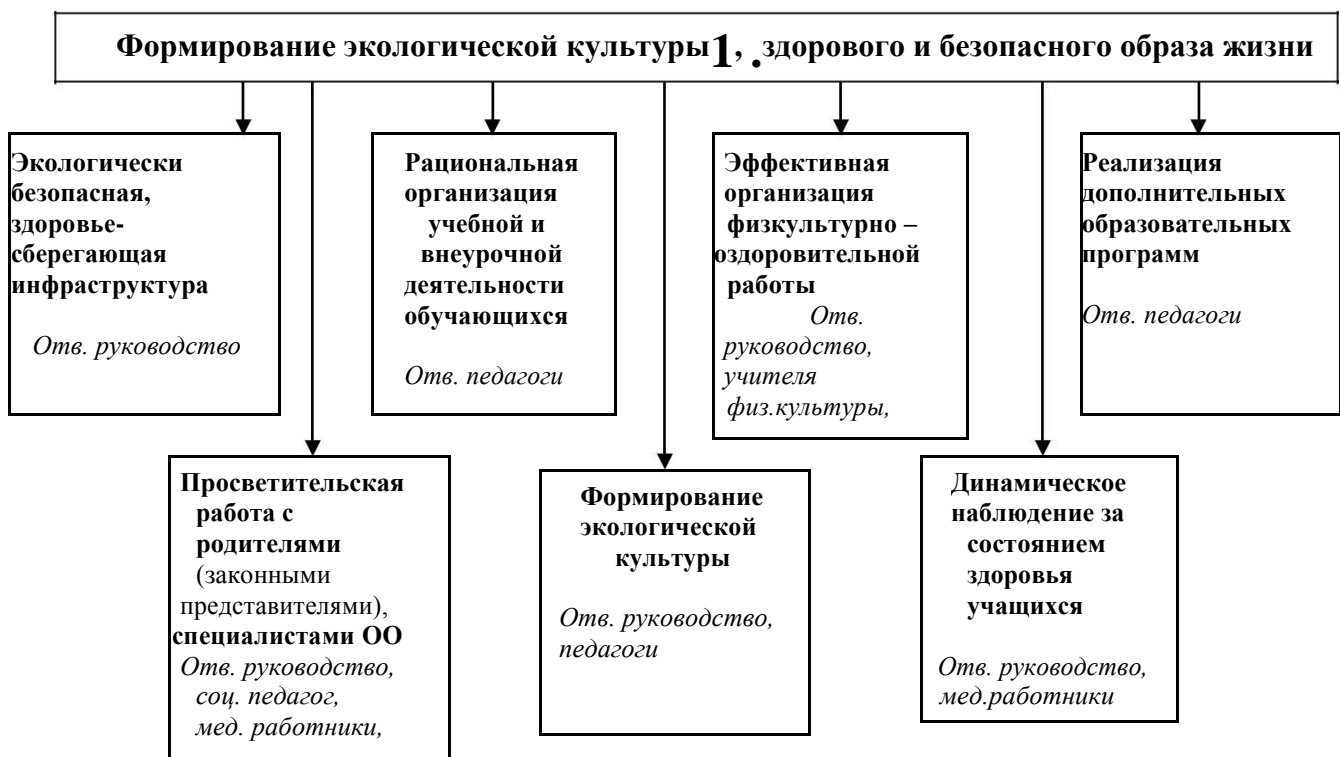 Формирование экологической культуры1, .здорового и безопасного образа жизни
Экологически
безопасная,
здоровье-
сберегающая
инфраструктура
Отв. руководство
Рациональная
организация
учебной и
внеурочной
деятельности
обучающихся
Отв. педагоги
Эффективная
организация
физкультурно –
оздоровительной
работы
Отв.
руководство,
учителя
физ.культуры,
Реализация
дополнительных
образовательных
программ
Отв. педагоги
Просветительская
работа с
родителями
(законными
представителями),
специалистами ОО
Отв. руководство,
соц. педагог,
мед. работники,
Формирование
экологической
культуры
Отв. руководство,
педагоги
Динамическое
наблюдение за
состоянием
здоровья
учащихся
Отв. руководство,
мед.работники